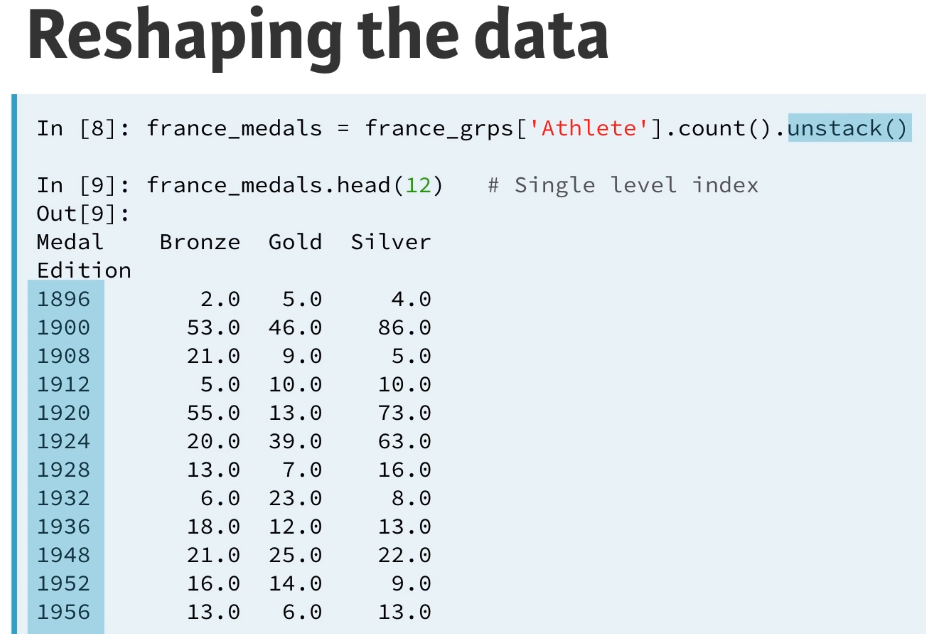 Reshaping the data
In [8]: france_medals = france_grps['Athlete'].count().unstack()
In [9]: france_medals.head(12)   # Single level index
Out[9]:
Medal    Bronze  Gold  Silver
Edition
1896        2.0   5.0     4.0
1900       53.0  46.0    86.0
1908       21.0   9.0     5.0
1912        5.0  10.0    10.0
1920       55.0  13.0    73.0
1924       20.0  39.0    63.0
1928       13.0   7.0    16.0
1932        6.0  23.0     8.0
1936       18.0  12.0    13.0
1948       21.0  25.0    22.0
1952       16.0  14.0     9.0
1956       13.0   6.0    13.0